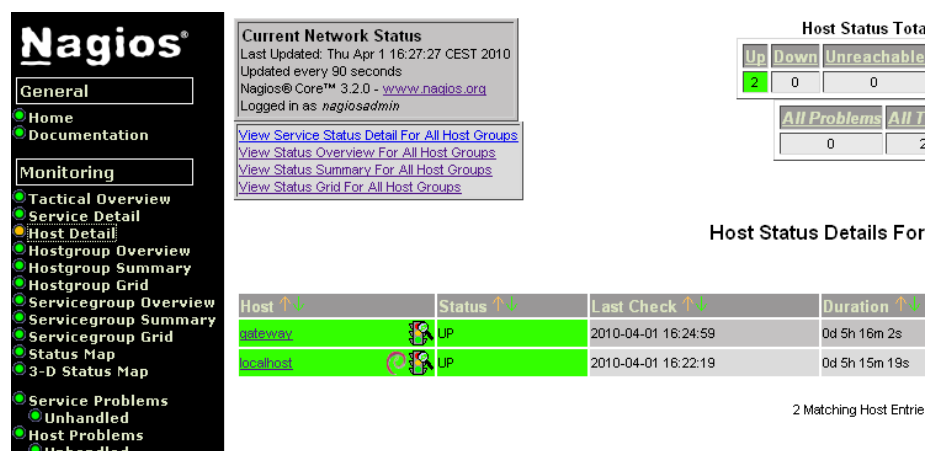 Nagios®
General
Home
Documentation
Monitoring
Tactical Overview
Service Detail
Host Detail
Hostgroup Overview
Hostgroup Summary
Hostgroup Grid
Servicegroup Overview
Servicegroup Summary
Servicegroup Grid
Status Map
3-D Status Map
Service Problems
Unhandled
Host Problems
Unhandled
Current Network Status
Last Updated: Thu Apr 1 16:27:27 CEST 2010
Updated every 90 seconds
Nagios® Core™ 3.2.0 - www.nagios.org
Logged in as nagiosadmin
View Service Status Detail For All Host Groups
View Status Overview For All Host Groups
View Status Summary For All Host Groups
View Status Grid For All Host Groups
Host Status Tota
Up Down Unreachable
2 0 0
All Problems All T
0 2
Host Status Details For
Host ↑↓ Status ↑↓ Last Check ↑↓ Duration ↑↓
gateway UP 2010-04-01 16:24:59 0d 5h 16m 2s
localhost UP 2010-04-01 16:22:19 0d 5h 15m 19s
2 Matching Host Entrie